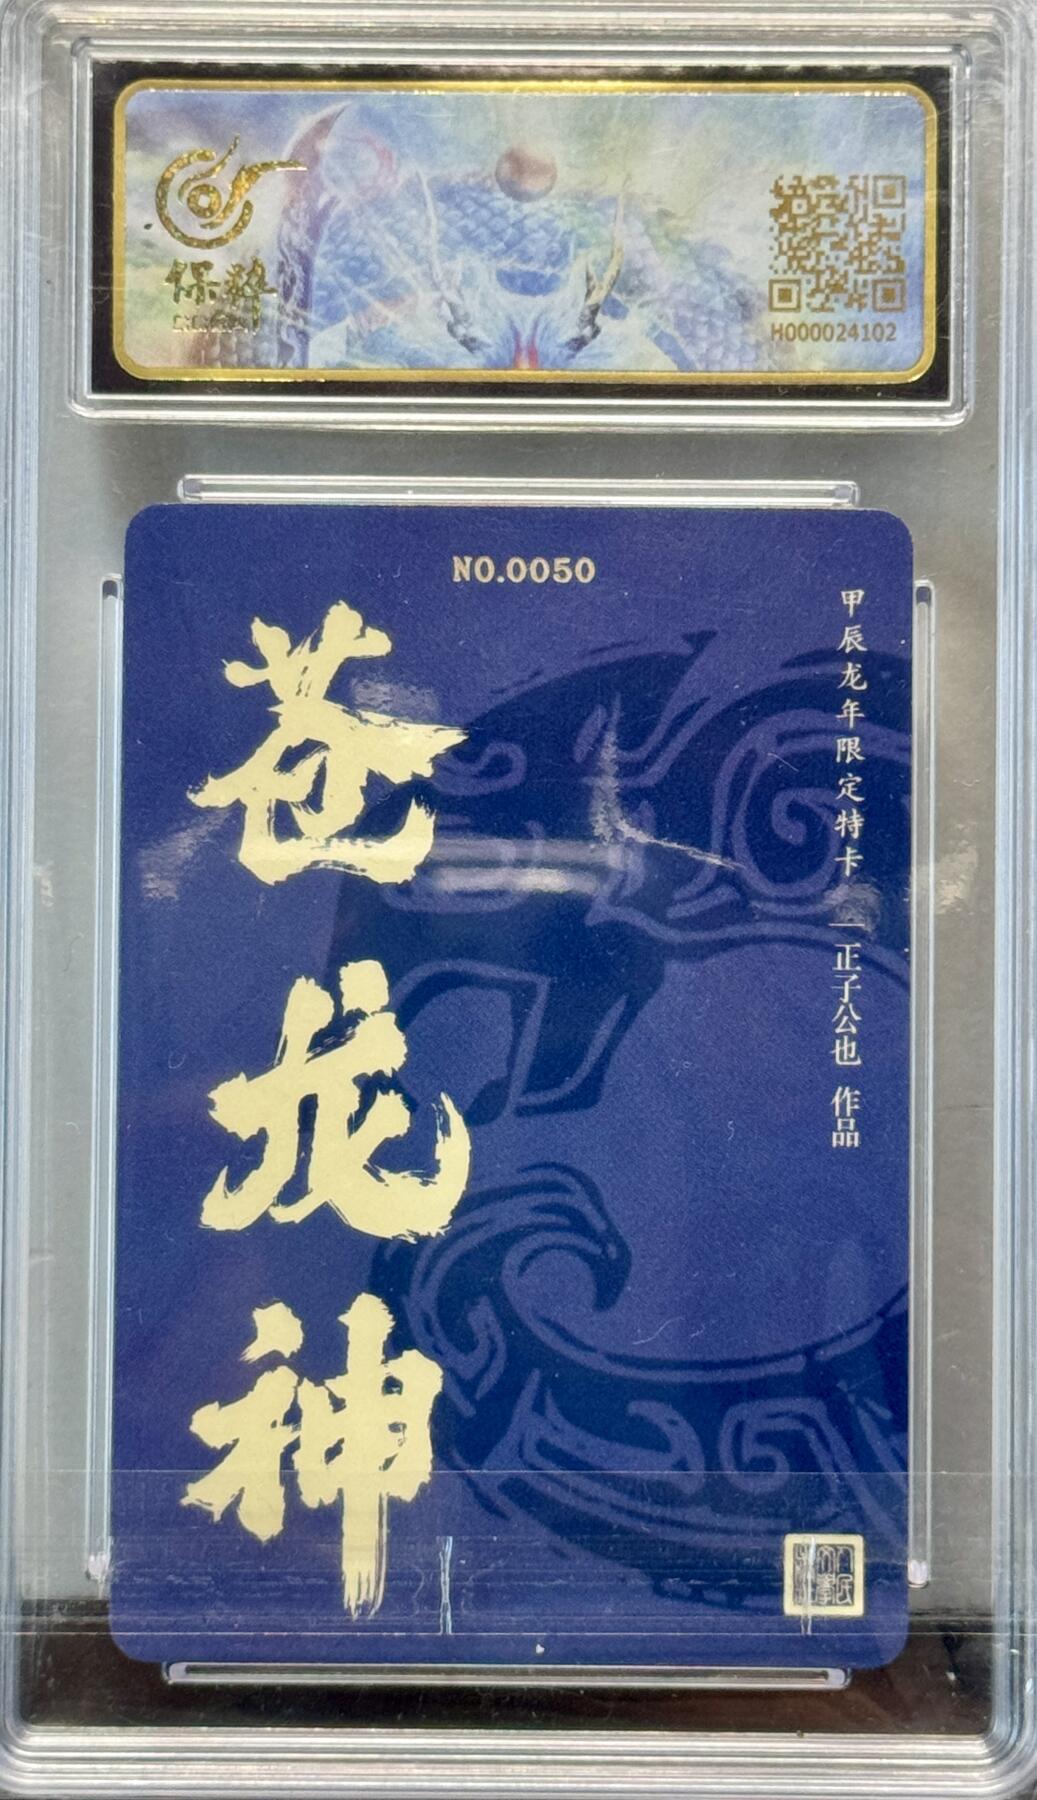 保粹
H000024102
NO.0050
甲辰龙年限定特卡 — 正子公也 作品
苍龙神